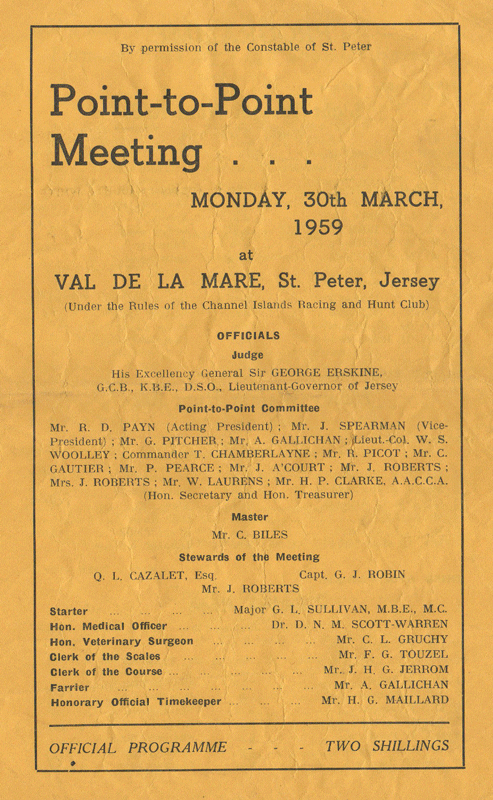 By permission of the Constable of St. Peter
Point-to-Point
Meeting . . .
MONDAY, 30th MARCH,
1959
at
VAL DE LA MARE, St. Peter, Jersey
(Under the Rules of the Channel Islands Racing and Hunt Club)
OFFICIALS
Judge
His Excellency General Sir GEORGE ERSKINE,
G.C.B., K.B.E., D.S.O., Lieutenant-Governor of Jersey
Point-to-Point Committee
Mr. R. D. PAYN (Acting President) ; Mr. J. SPEARMAN (Vice-
President) ; Mr. G. PITCHER ; Mr. A. GALLICHAN ; Lieut.-Col. W. S.
WOOLLEY ; Commander T. CHAMBERLAYNE ; Mr. R. PICOT ; Mr. C.
GAUTIER ; Mr. P. PEARCE ; Mr. J. A'COURT ; Mr. J. ROBERTS ;
Mrs. J. ROBERTS ; Mr. W. LAURENS ; Mr. H. P. CLARKE, A.A.C.C.A.
(Hon. Secretary and Hon. Treasurer)
Master
Mr. C. BILES
Stewards of the Meeting
Q. L. CAZALET, Esq. Capt. G. J. ROBIN
Mr. J. ROBERTS
Starter ... ... ... ... Major G. L. SULLIVAN, M.B.E., M.C.
Hon. Medical Officer ... ... ... Dr. D. N. M. SCOTT-WARREN
Hon. Veterinary Surgeon ... ... ... ... Mr. C. L. GRUCHY
Clerk of the Scales ... ... ... ... ... Mr. F. G. TOUZEL
Clerk of the Course ... ... ... ... ... Mr. J. H. G. JERROM
Farrier ... ... ... ... ... ... ... Mr. A. GALLICHAN
Honorary Official Timekeeper ... ... ... Mr. H. G. MAILLARD
OFFICIAL PROGRAMME - - - TWO SHILLINGS